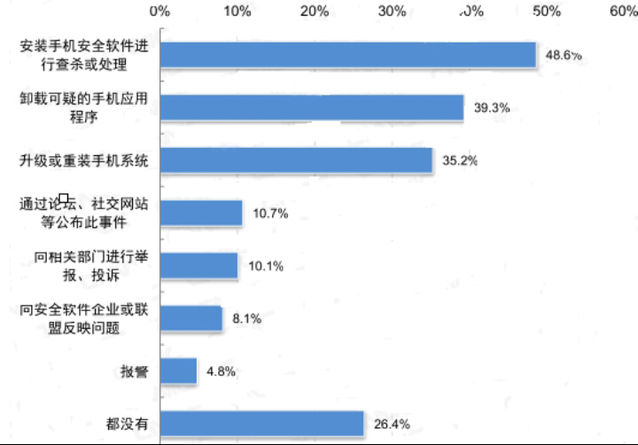 0% 10% 20% 30% 40% 50% 60%
安装手机安全软件进
行查杀或处理
48.6%
卸载可疑的手机应用
程序
39.3%
升级或重装手机系统
35.2%
通过论坛、社交网站
等公布此事件
10.7%
向相关部门进行举
报、投诉
10.1%
向安全软件企业或联
盟反映问题
8.1%
报警
4.8%
都没有
26.4%